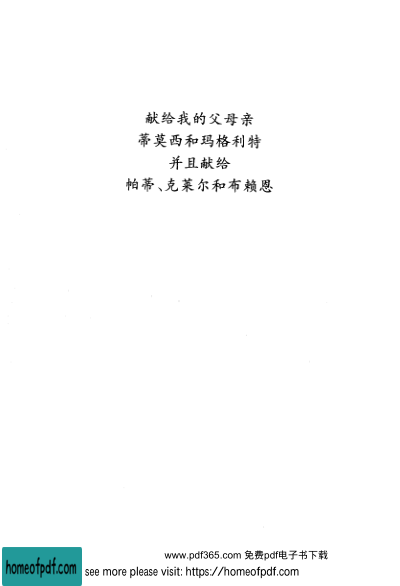 献给我的父母亲
蒂莫西和玛格利特
并且献给
帕蒂、克莱尔和布赖恩
www.pdf365.com 免费pdf电子书下载
homeofpdf.com
see more please visit: https://homeofpdf.com